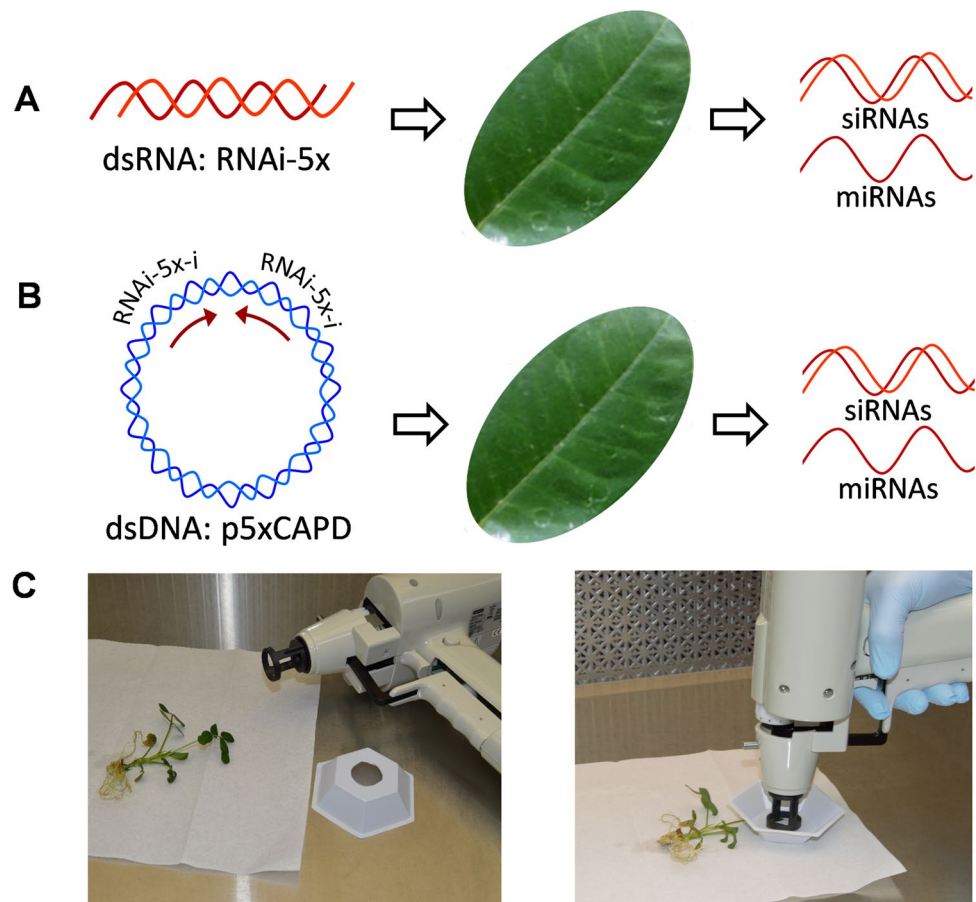 A
dsRNA: RNAi-5x
siRNAs
miRNAs
B
RNAi-5x-i
RNAi-5x-i
dsDNA: p5xCAPD
siRNAs
miRNAs
C